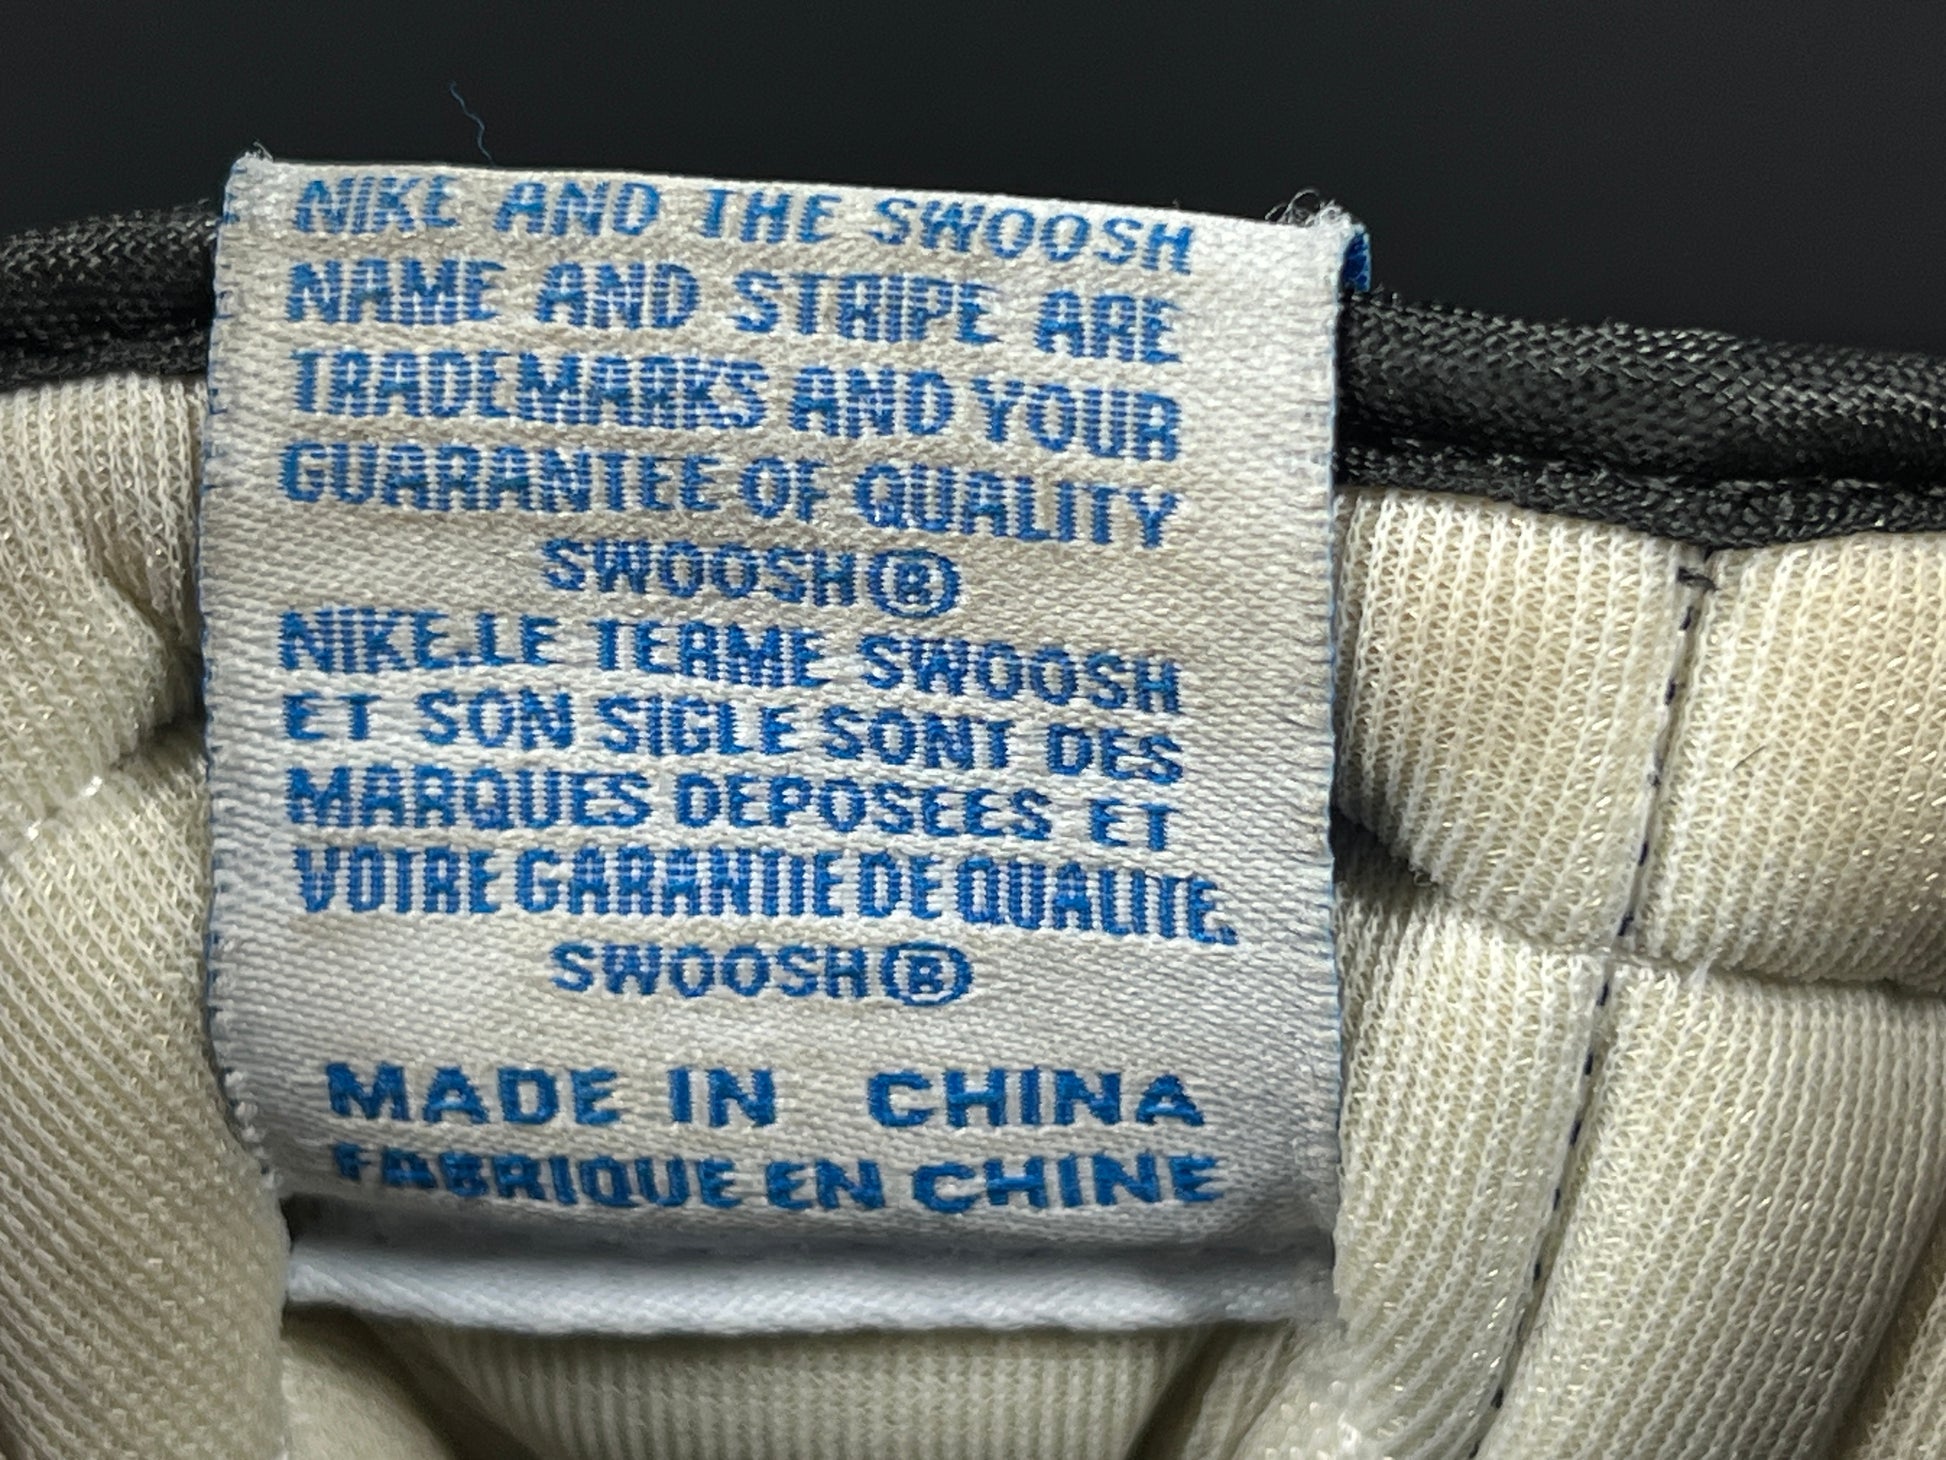 NIKE AND THE SWOOSH
NAME AND STRIPE ARE
TRADEMARKS AND YOUR
GUARANTEE OF QUALITY
SWOOSH®
NIKE.LE TERME SWOOSH
ET SON SIGLE SONT DES
MARQUES DEPOSEES ET
VOTRE GARANTIE DE QUALITE.
SWOOSH®
MADE IN CHINA
FABRIQUE EN CHINE